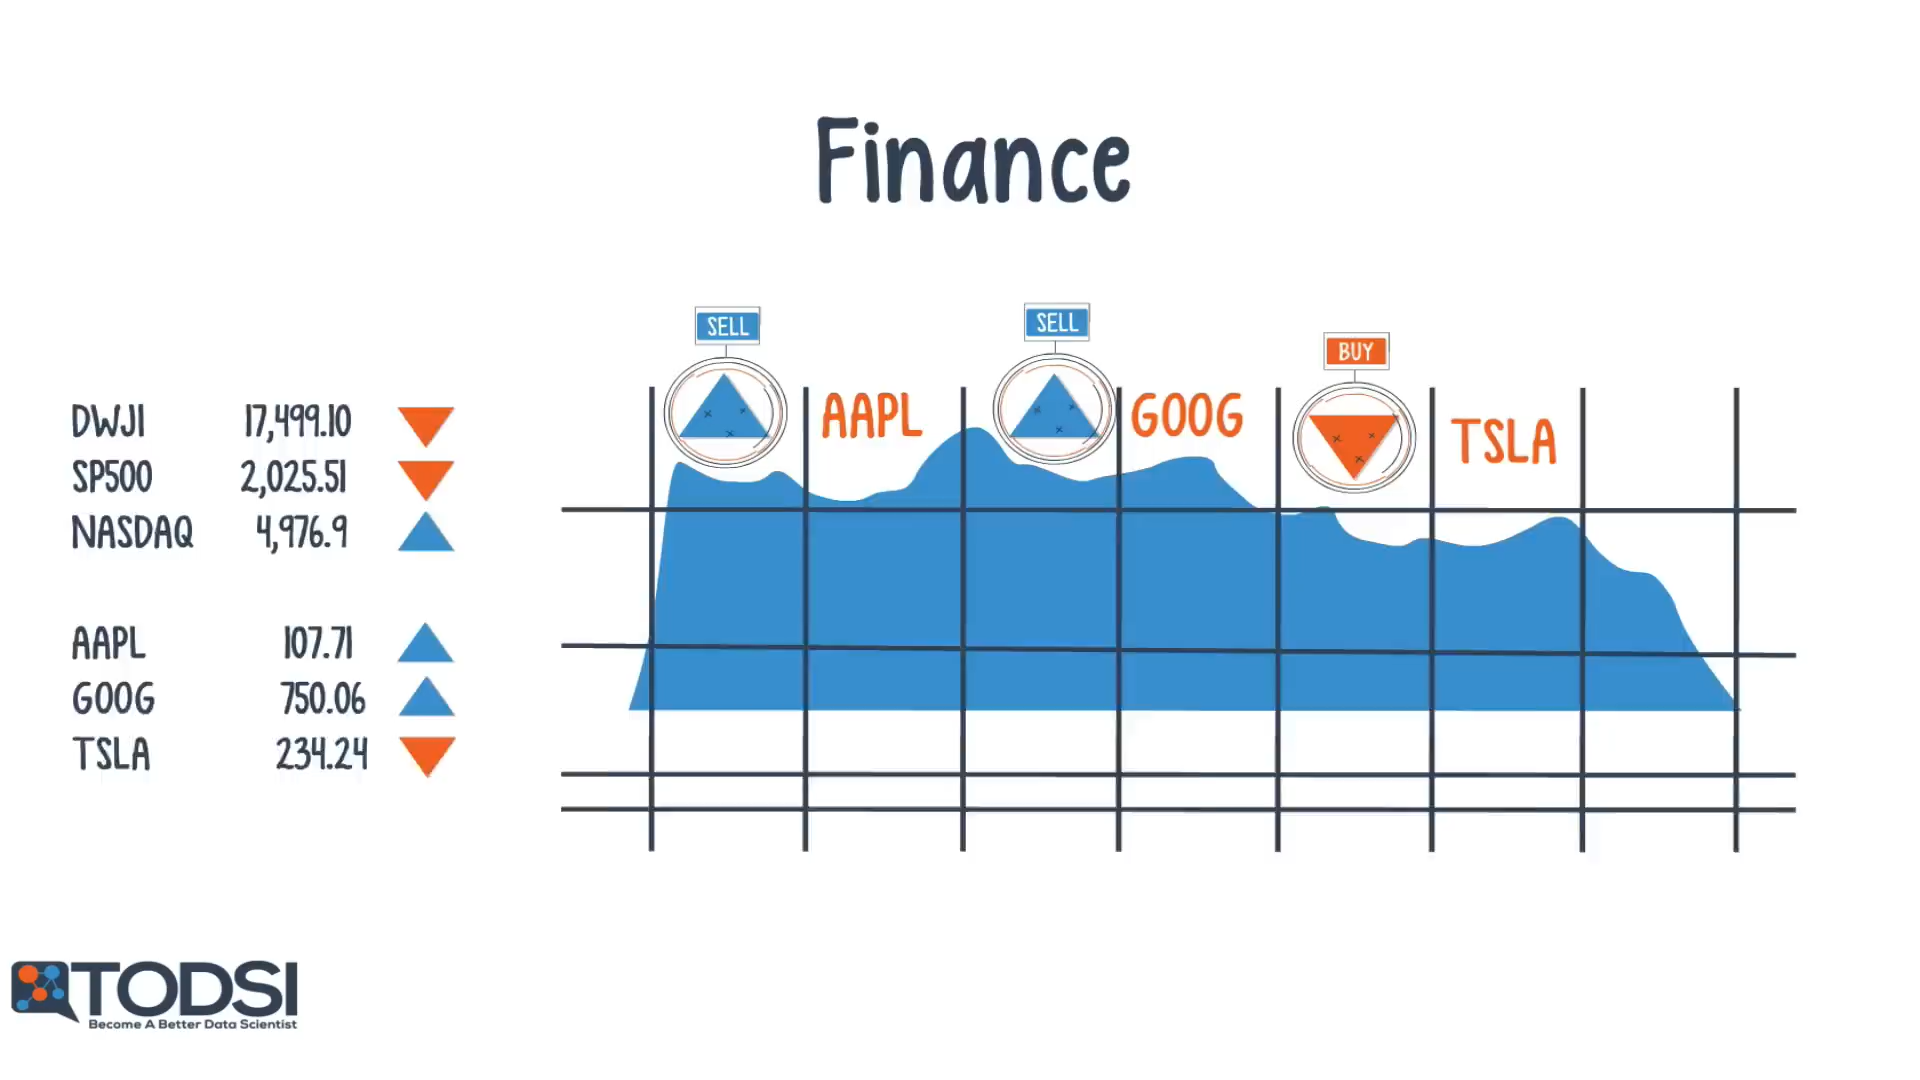 Finance
SELL
SELL
BUY
AAPL
GOOG
TSLA
DWJI 17,499.10
SP500 2,025.51
NASDAQ 4,976.9
AAPL 107.71
GOOG 750.06
TSLA 234.24
TODSI
Become A Better Data Scientist